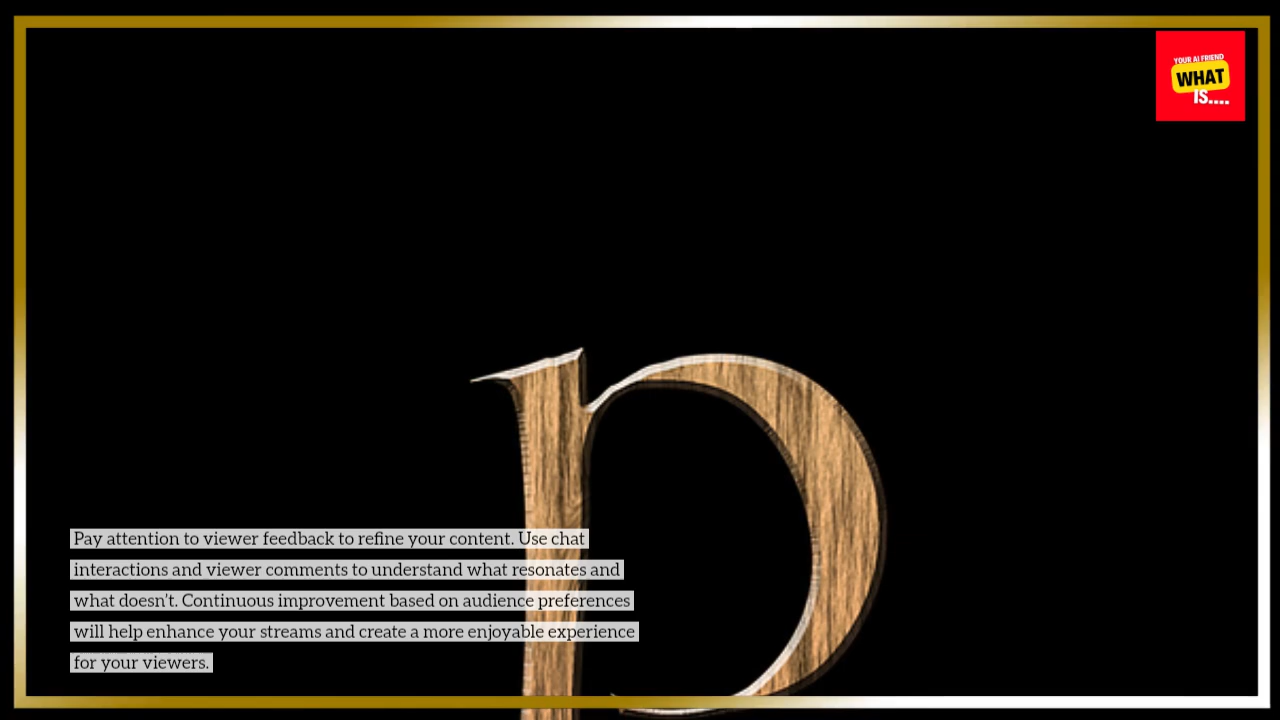 YOUR AI FRIEND
WHAT
IS....
p
Pay attention to viewer feedback to refine your content. Use chat
interactions and viewer comments to understand what resonates and
what doesn't. Continuous improvement based on audience preferences
will help enhance your streams and create a more enjoyable experience
for your viewers.